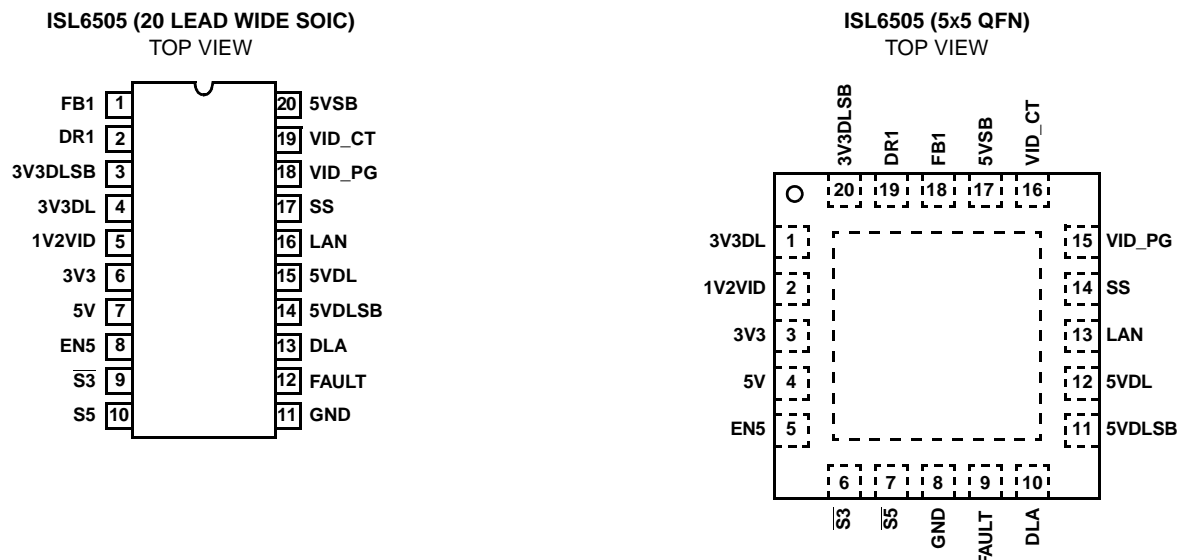 ISL6505 (20 LEAD WIDE SOIC)
TOP VIEW
FB1 1
DR1 2
3V3DLSB 3
3V3DL 4
1V2VID 5
3V3 6
5V 7
EN5 8
S̅3̅ 9
S5 10
20 5VSB
19 VID_CT
18 VID_PG
17 SS
16 LAN
15 5VDL
14 5VDLSB
13 DLA
12 FAULT
11 GND
ISL6505 (5x5 QFN)
TOP VIEW
3V3DLSB
DR1
FB1
5VSB
VID_CT
20 19 18 17 16
3V3DL 1
1V2VID 2
3V3 3
5V 4
EN5 5
15 VID_PG
14 SS
13 LAN
12 5VDL
11 5VDLSB
6 7 8 9 10
S̅3̅
S̅5̅
GND
FAULT
DLA